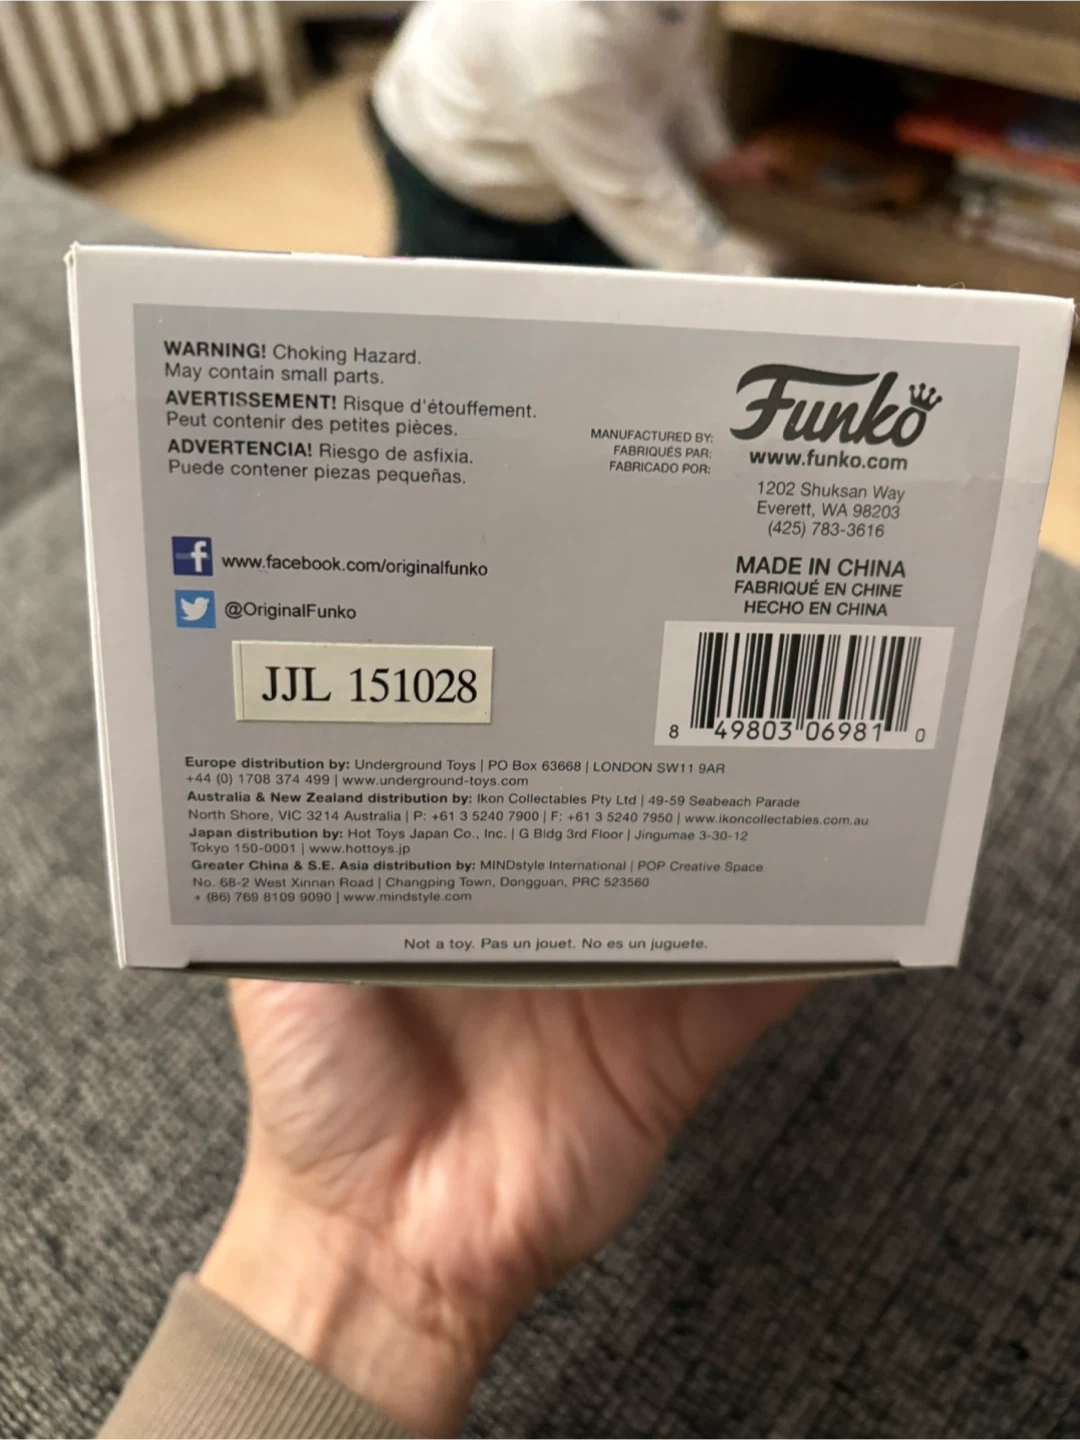 WARNING! Choking Hazard.
May contain small parts.
AVERTISSEMENT! Risque d'étouffement.
Peut contenir des petites pièces.
ADVERTENCIA! Riesgo de asfixia.
Puede contener piezas pequeñas.
MANUFACTURED BY:
FABRIQUÉS PAR:
FABRICADO POR:
Funko
www.funko.com
1202 Shuksan Way
Everett, WA 98203
(425) 783-3616
f www.facebook.com/originalfunko
@OriginalFunko
MADE IN CHINA
FABRIQUÉ EN CHINE
HECHO EN CHINA
JJL 151028
8 49803 06981 0
Europe distribution by: Underground Toys | PO Box 63668 | LONDON SW11 9AR
+44 (0) 1708 374 499 | www.underground-toys.com
Australia & New Zealand distribution by: Ikon Collectables Pty Ltd | 49-59 Seabeach Parade
North Shore, VIC 3214 Australia | P: +61 3 5240 7900 | F: +61 3 5240 7950 | www.ikoncollectables.com.au
Japan distribution by: Hot Toys Japan Co., Inc. | G Bldg 3rd Floor | Jingumae 3-30-12
Tokyo 150-0001 | www.hottoys.jp
Greater China & S.E. Asia distribution by: MINDstyle International | POP Creative Space
No. 68-2 West Xinnan Road | Changping Town, Dongguan, PRC 523560
+ (86) 769 8109 9090 | www.mindstyle.com
Not a toy. Pas un jouet. No es un juguete.